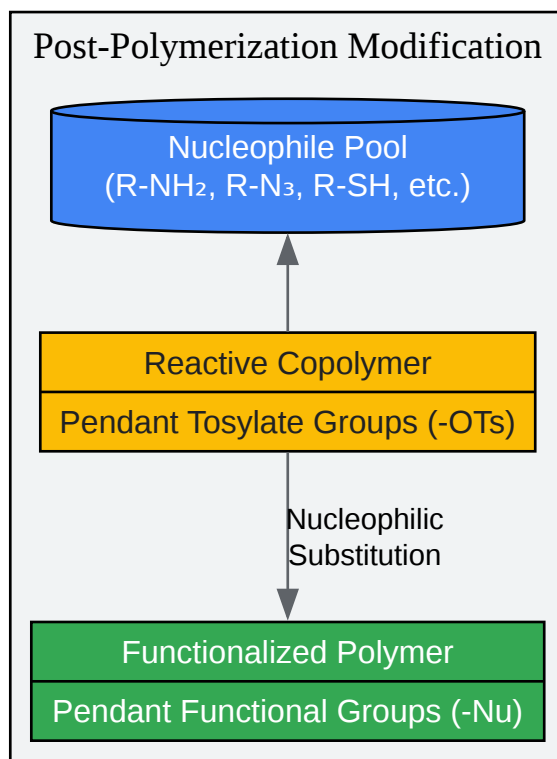 Post-Polymerization Modification
Nucleophile Pool
(R-NH₂, R-N₃, R-SH, etc.)
Reactive Copolymer
Pendant Tosylate Groups (-OTs)
Nucleophilic
Substitution
Functionalized Polymer
Pendant Functional Groups (-Nu)